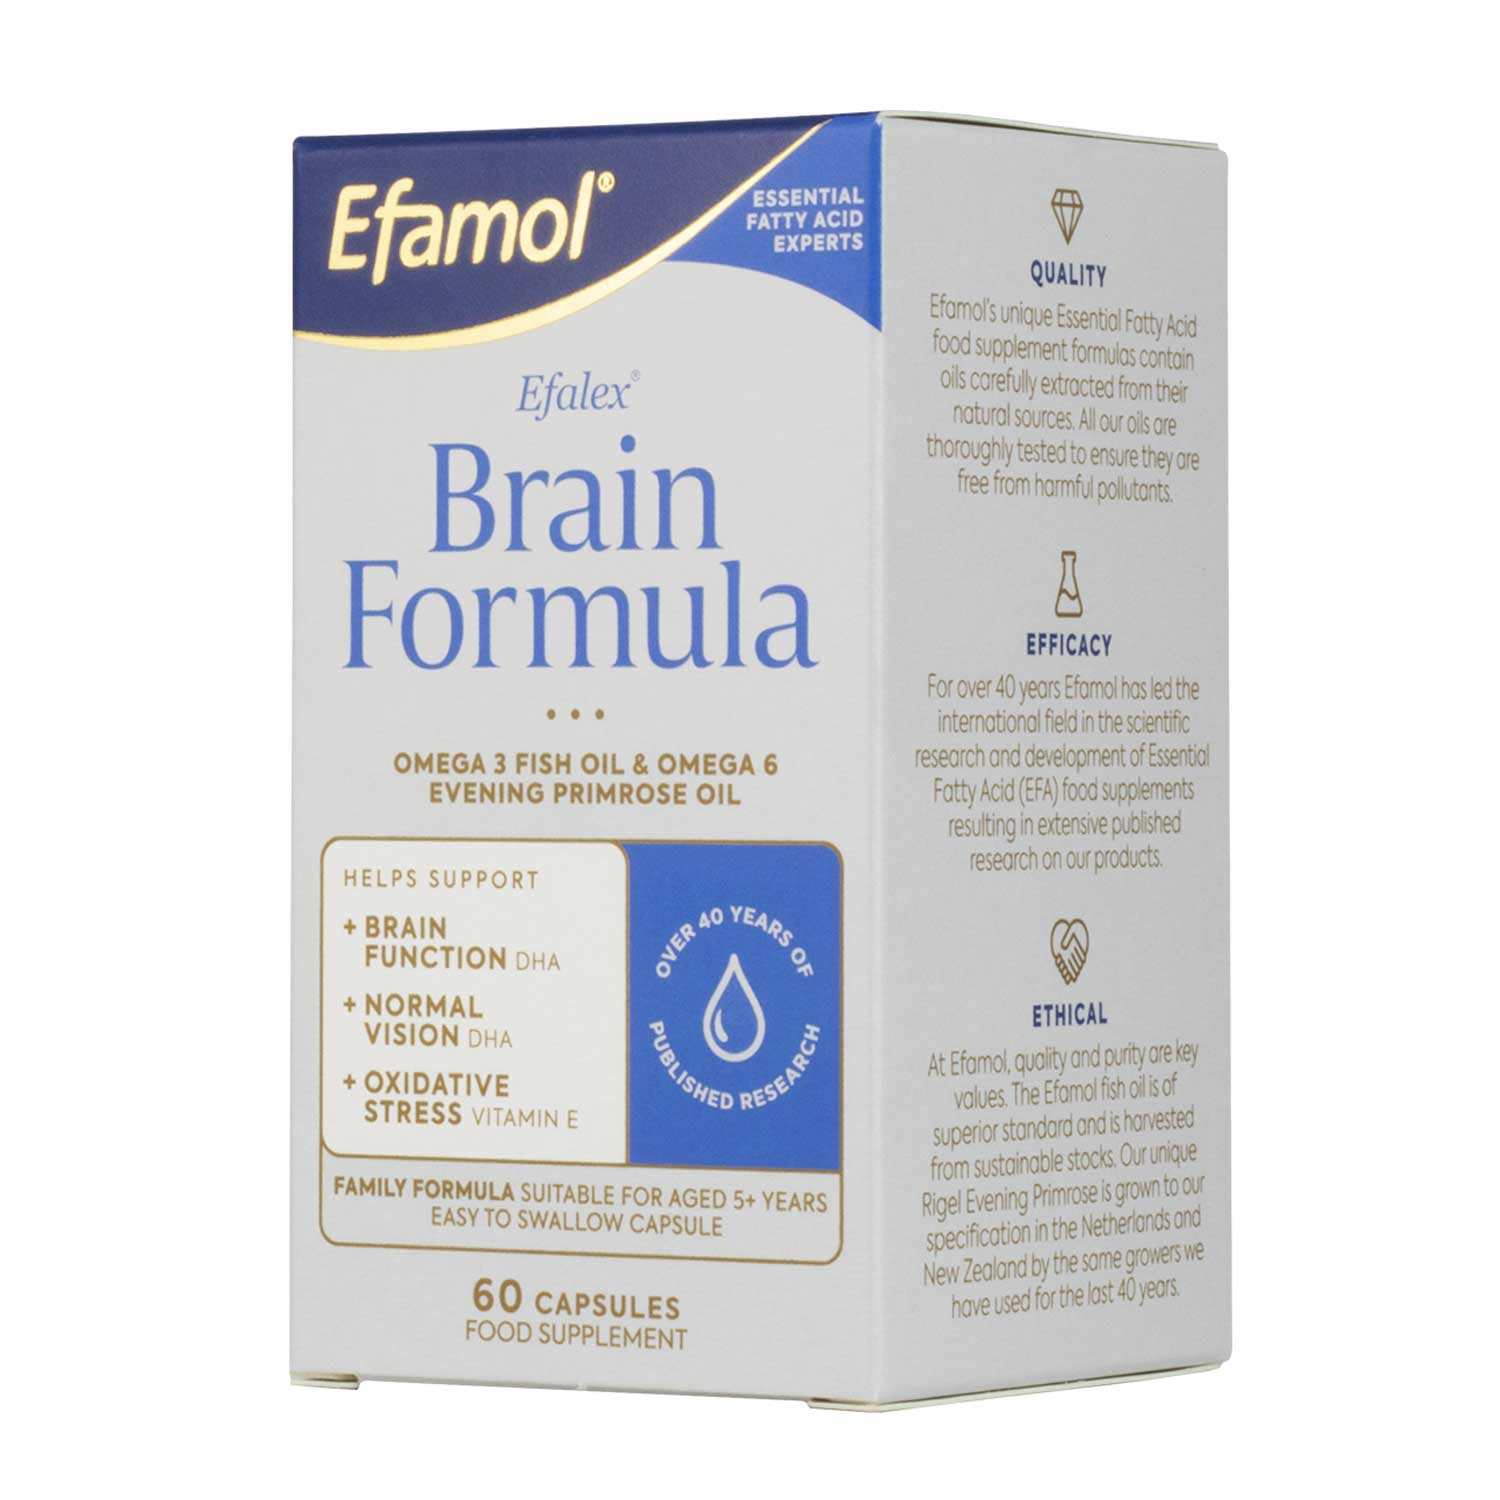 Efamol®
ESSENTIAL
FATTY ACID
EXPERTS
Efalex®
Brain
Formula
OMEGA 3 FISH OIL & OMEGA 6
EVENING PRIMROSE OIL
HELPS SUPPORT
+ BRAIN
FUNCTION DHA
+ NORMAL
VISION DHA
+ OXIDATIVE
STRESS VITAMIN E
OVER 40 YEARS OF
PUBLISHED RESEARCH
FAMILY FORMULA SUITABLE FOR AGED 5+ YEARS
EASY TO SWALLOW CAPSULE
60 CAPSULES
FOOD SUPPLEMENT
QUALITY
Efamol's unique Essential Fatty Acid
food supplement formulas contain
oils carefully extracted from their
natural sources. All our oils are
thoroughly tested to ensure they are
free from harmful pollutants.
EFFICACY
For over 40 years Efamol has led the
international field in the scientific
research and development of Essential
Fatty Acid (EFA) food supplements
resulting in extensive published
research on our products.
ETHICAL
At Efamol, quality and purity are key
values. The Efamol fish oil is of
superior standard and is harvested
from sustainable stocks. Our unique
Rigel Evening Primrose is grown to our
specification in the Netherlands and
New Zealand by the same growers we
have used for the last 40 years.